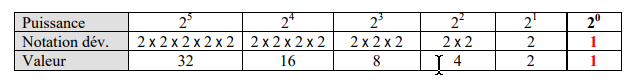 Puissance 2⁵ 2⁴ 2³ 2² 2¹ 2⁰
Notation dév. 2 x 2 x 2 x 2 x 2 2 x 2 x 2 x 2 2 x 2 x 2 2 x 2 2 1
Valeur 32 16 8 4 2 1